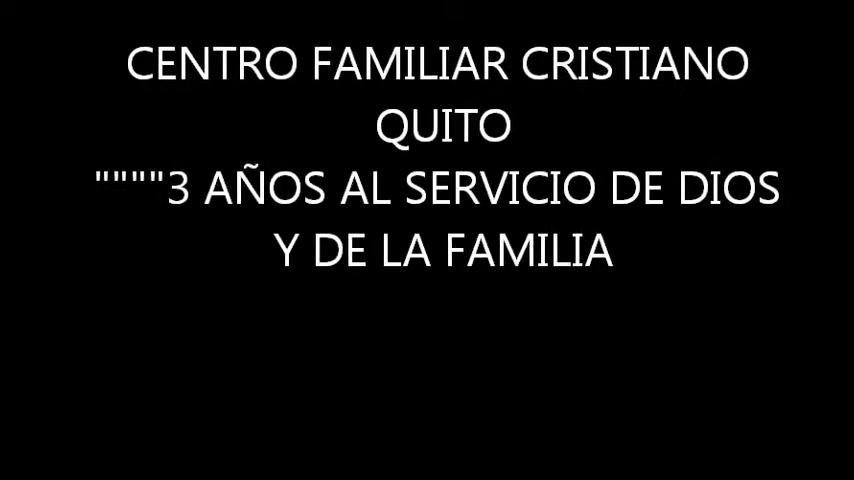 CENTRO FAMILIAR CRISTIANO
QUITO
""""3 AÑOS AL SERVICIO DE DIOS
Y DE LA FAMILIA